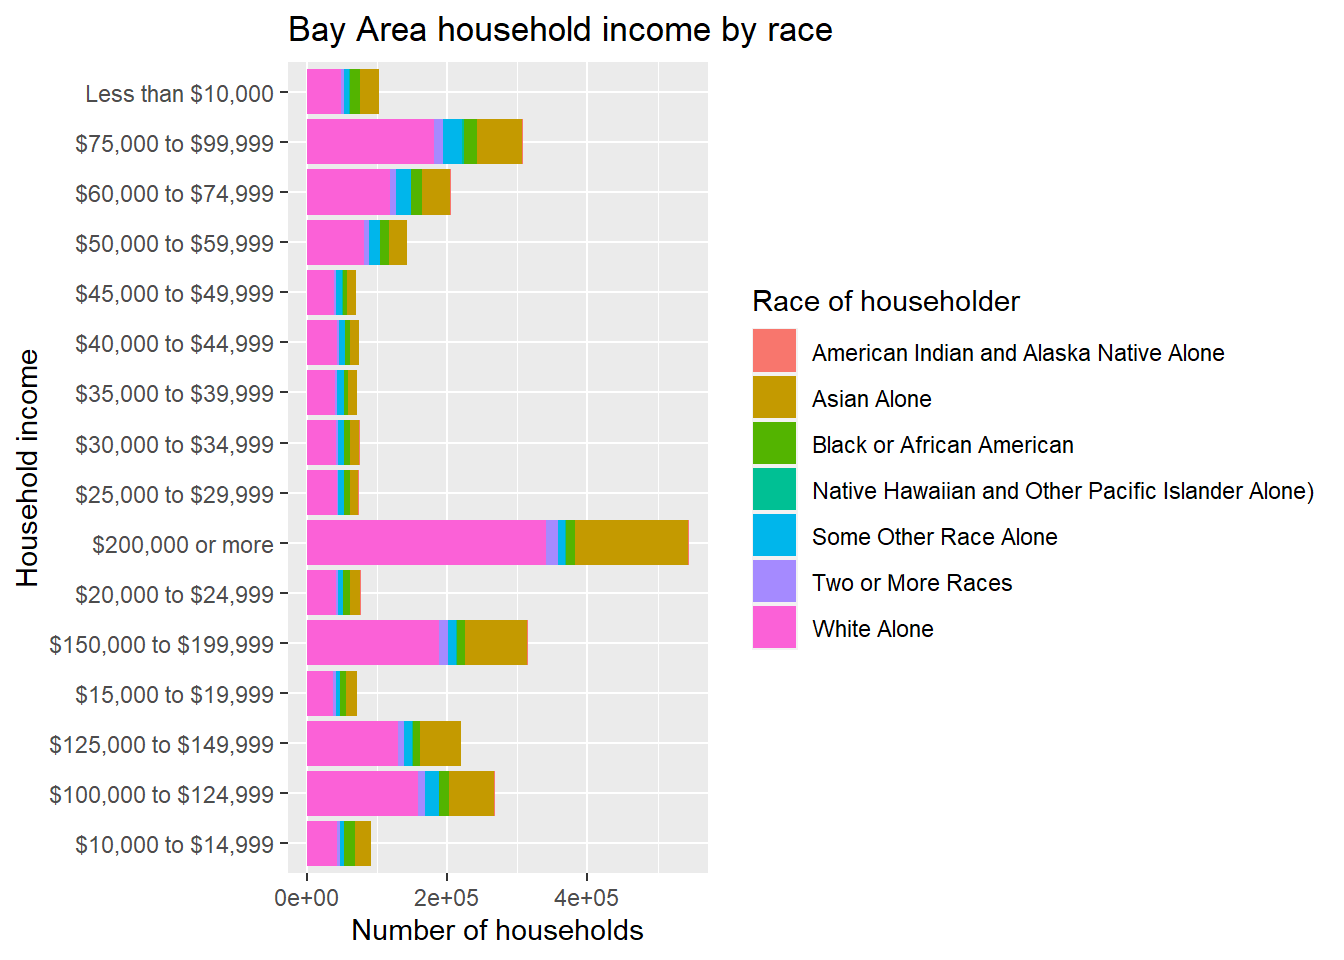 Bay Area household income by race
Household income
Less than $10,000
$75,000 to $99,999
$60,000 to $74,999
$50,000 to $59,999
$45,000 to $49,999
$40,000 to $44,999
$35,000 to $39,999
$30,000 to $34,999
$25,000 to $29,999
$200,000 or more
$20,000 to $24,999
$150,000 to $199,999
$15,000 to $19,999
$125,000 to $149,999
$100,000 to $124,999
$10,000 to $14,999
0e+00 2e+05 4e+05
Number of households
Race of householder
American Indian and Alaska Native Alone
Asian Alone
Black or African American
Native Hawaiian and Other Pacific Islander Alone)
Some Other Race Alone
Two or More Races
White Alone